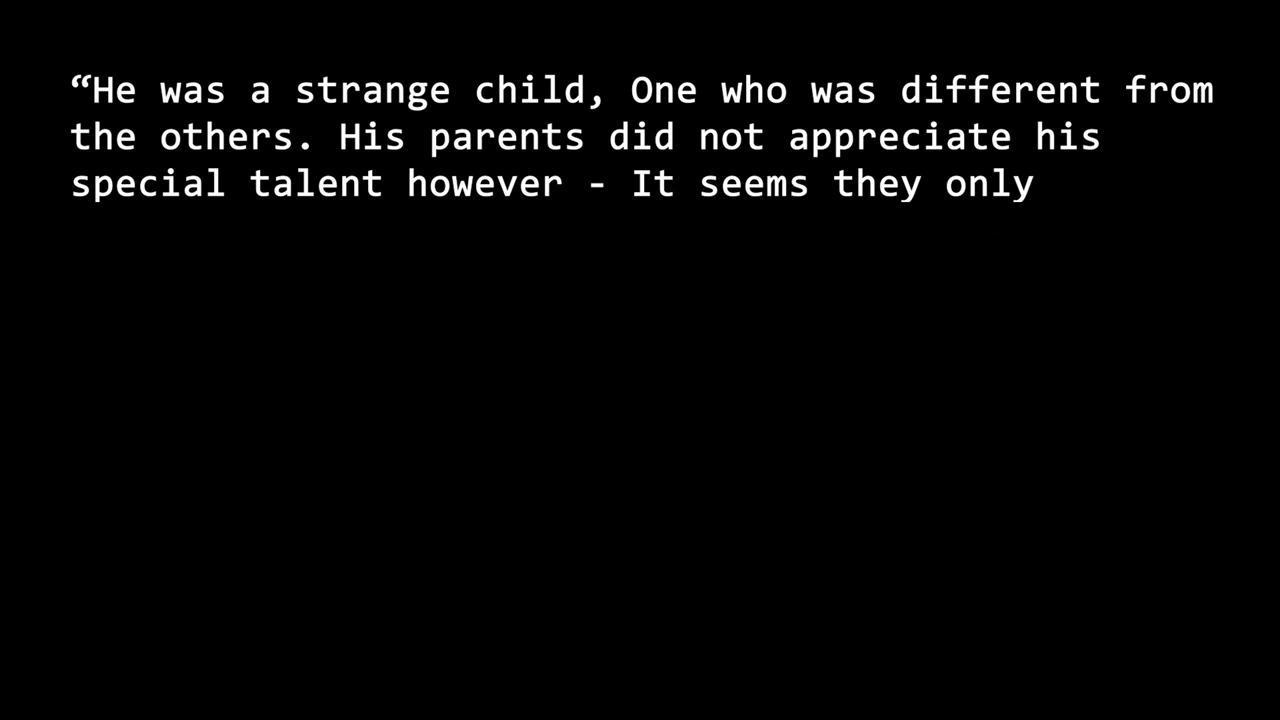 “He was a strange child, One who was different from
the others. His parents did not appreciate his
special talent however - It seems they only